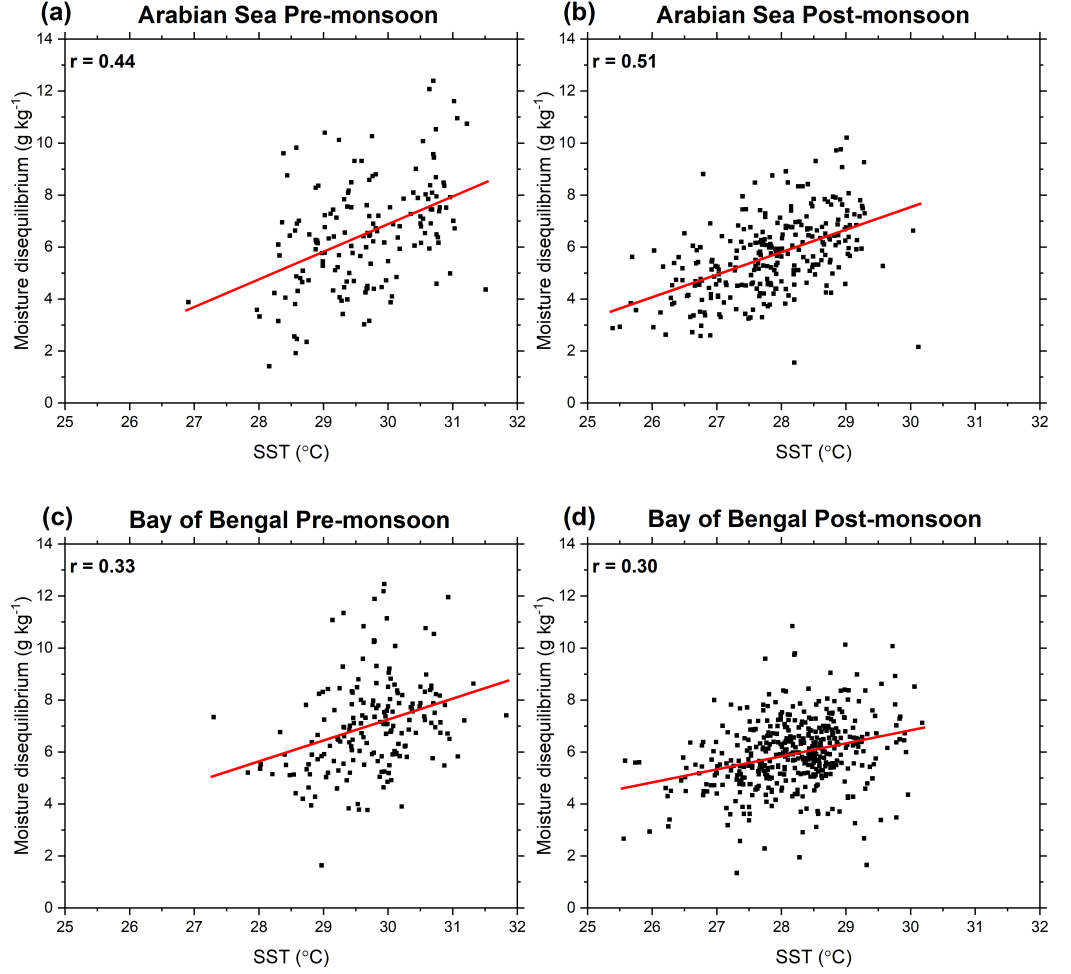 (a) Arabian Sea Pre-monsoon
r = 0.44
Moisture disequilibrium (g kg⁻¹)
14
12
10
8
6
4
2
0
25 26 27 28 29 30 31 32
SST (°C)
(b) Arabian Sea Post-monsoon
r = 0.51
Moisture disequilibrium (g kg⁻¹)
14
12
10
8
6
4
2
0
25 26 27 28 29 30 31 32
SST (°C)
(c) Bay of Bengal Pre-monsoon
r = 0.33
Moisture disequilibrium (g kg⁻¹)
14
12
10
8
6
4
2
0
25 26 27 28 29 30 31 32
SST (°C)
(d) Bay of Bengal Post-monsoon
r = 0.30
Moisture disequilibrium (g kg⁻¹)
14
12
10
8
6
4
2
0
25 26 27 28 29 30 31 32
SST (°C)